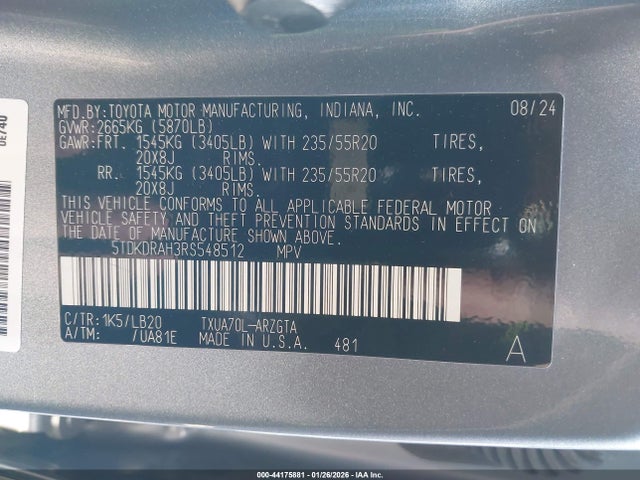 MFD.BY:TOYOTA MOTOR MANUFACTURING, INDIANA, INC. 08/24
GVWR:2665KG (5870LB)
GAWR:FRT. 1545KG (3405LB) WITH 235/55R20 TIRES,
20X8J RIMS.
RR. 1545KG (3405LB) WITH 235/55R20 TIRES,
20X8J RIMS.
THIS VEHICLE CONFORMS TO ALL APPLICABLE FEDERAL MOTOR
VEHICLE SAFETY, AND THEFT PREVENTION STANDARDS IN EFFECT ON
THE DATE OF MANUFACTURE SHOWN ABOVE.
5TDKDRAH3RS548512 MPV
C/TR:1K5/LB20 TXUA70L-ARZGTA
A/TM: /UA81E MADE IN U.S.A. 481 A
000-44175881 | 01/26/2026 | IAA Inc.